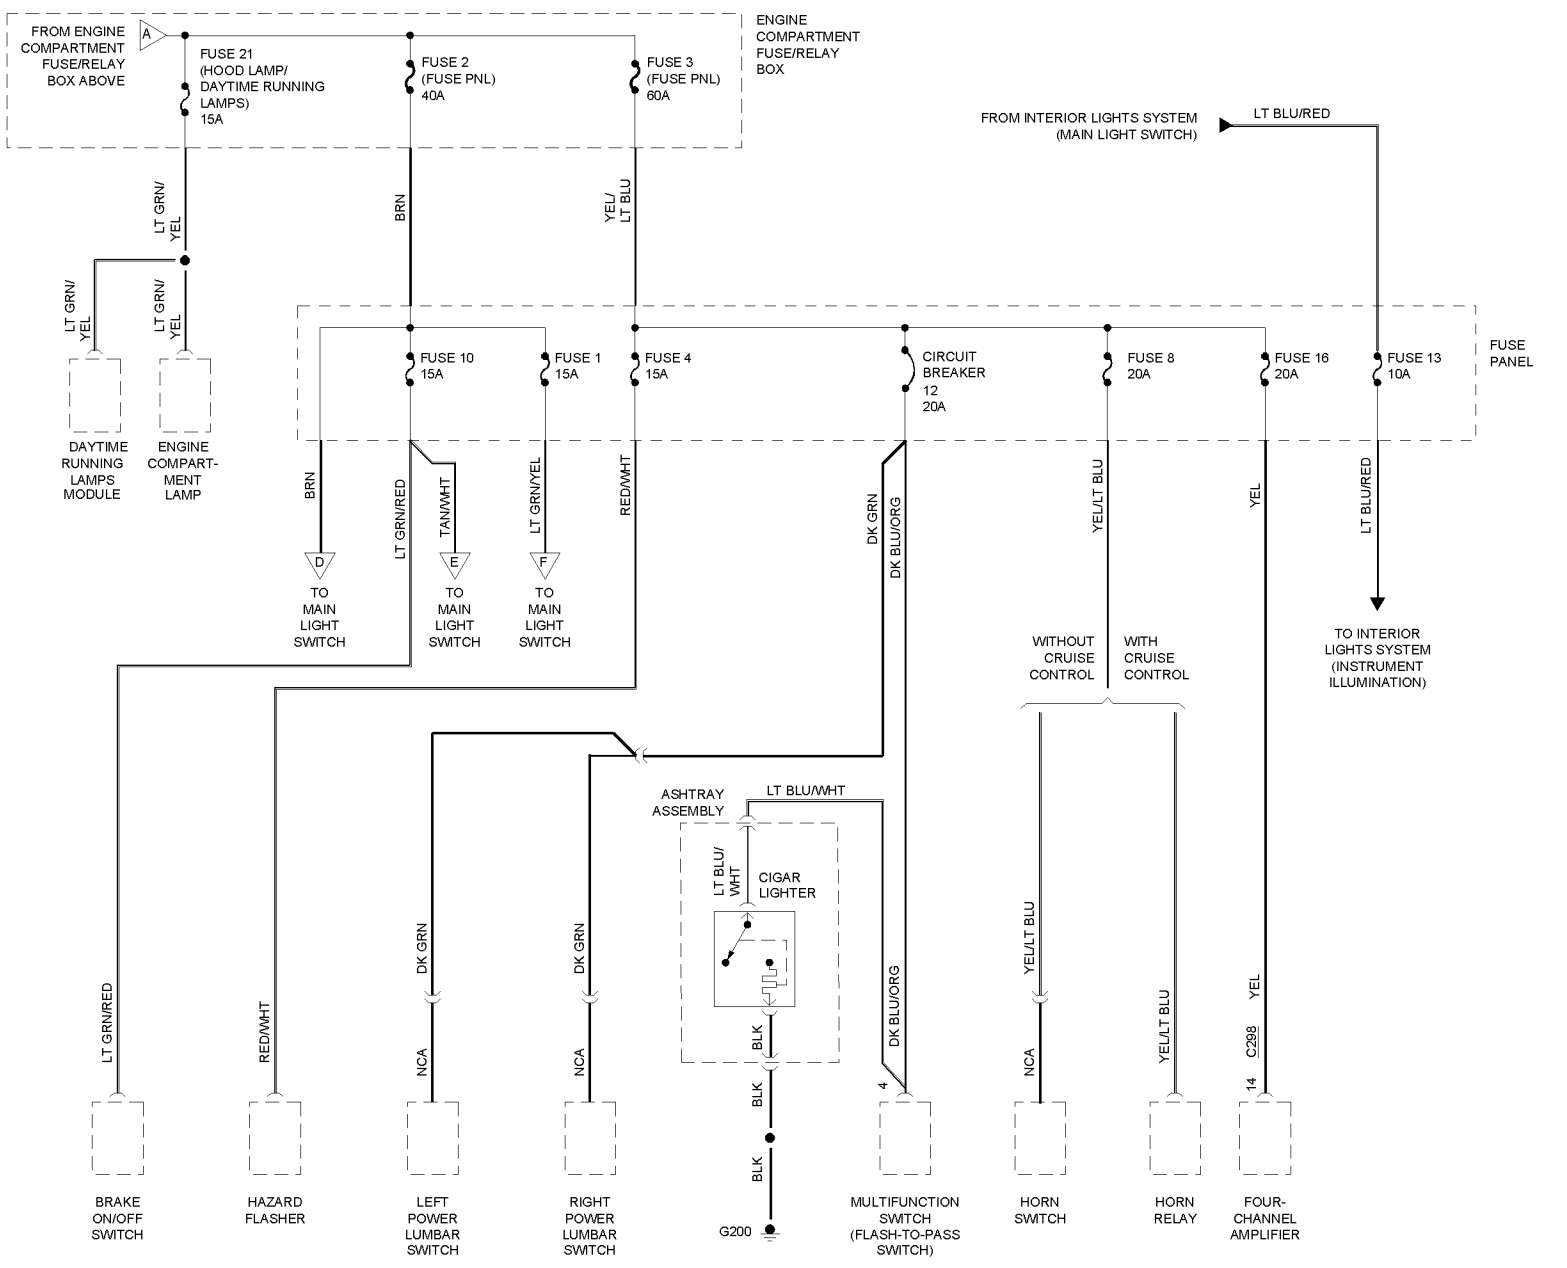 FROM ENGINE
COMPARTMENT
FUSE/RELAY
BOX ABOVE
A
FUSE 21
(HOOD LAMP/
DAYTIME RUNNING
LAMPS)
15A
FUSE 2
(FUSE PNL)
40A
FUSE 3
(FUSE PNL)
60A
ENGINE
COMPARTMENT
FUSE/RELAY
BOX
FROM INTERIOR LIGHTS SYSTEM
(MAIN LIGHT SWITCH)
LT BLU/RED
LT GRN/
YEL
BRN
YEL/
LT BLU
LT GRN/
YEL
LT GRN/
YEL
DAYTIME
RUNNING
LAMPS
MODULE
ENGINE
COMPART-
MENT
LAMP
FUSE 10
15A
FUSE 1
15A
FUSE 4
15A
CIRCUIT
BREAKER
12
20A
FUSE 8
20A
FUSE 16
20A
FUSE 13
10A
FUSE
PANEL
BRN
LT GRN/RED
TAN/WHT
LT GRN/YEL
RED/WHT
DK GRN
DK BLU/ORG
YEL/LT BLU
YEL
LT BLU/RED
D
TO
MAIN
LIGHT
SWITCH
E
TO
MAIN
LIGHT
SWITCH
F
TO
MAIN
LIGHT
SWITCH
WITHOUT
CRUISE
CONTROL
WITH
CRUISE
CONTROL
TO INTERIOR
LIGHTS SYSTEM
(INSTRUMENT
ILLUMINATION)
ASHTRAY
ASSEMBLY
LT BLU/WHT
LT BLU/
WHT
CIGAR
LIGHTER
LT GRN/RED
RED/WHT
DK GRN
NCA
DK GRN
NCA
BLK
BLK
BLK
G200
DK BLU/ORG
4
YEL/LT BLU
NCA
YEL/LT BLU
YEL
C298
14
BRAKE
ON/OFF
SWITCH
HAZARD
FLASHER
LEFT
POWER
LUMBAR
SWITCH
RIGHT
POWER
LUMBAR
SWITCH
MULTIFUNCTION
SWITCH
(FLASH-TO-PASS
SWITCH)
HORN
SWITCH
HORN
RELAY
FOUR-
CHANNEL
AMPLIFIER